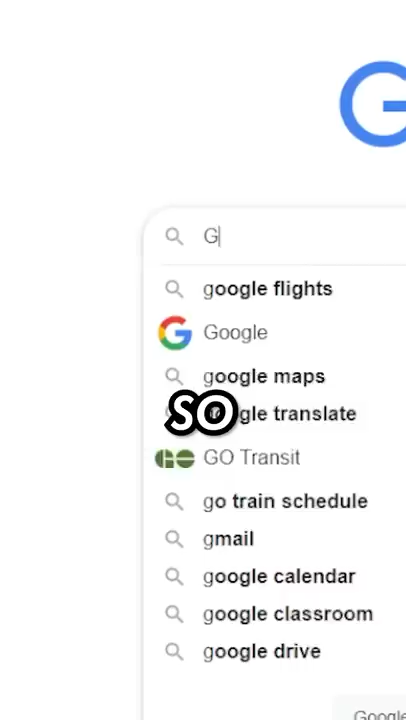 G
G
google flights
Google
google maps
SO
gle translate
GO Transit
go train schedule
gmail
google calendar
google classroom
google drive
Google